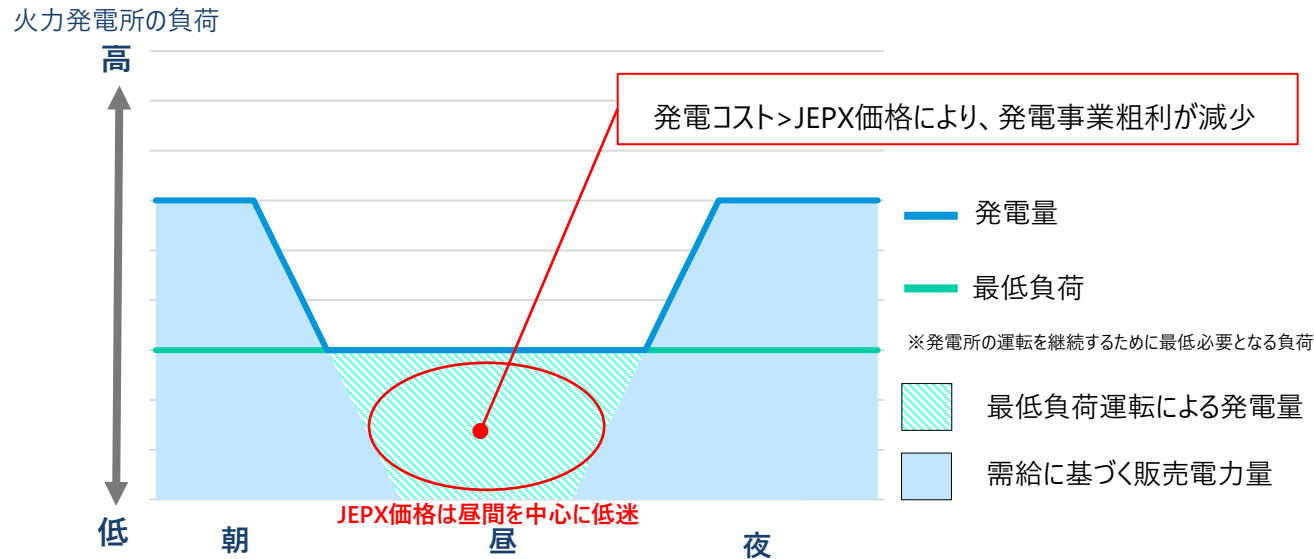 火力発電所の負荷
高
発電コスト>JEPX価格により、発電事業粗利が減少
発電量
最低負荷
※発電所の運転を継続するために最低必要となる負荷
最低負荷運転による発電量
需給に基づく販売電力量
JEPX価格は昼間を中心に低迷
低
朝
昼
夜